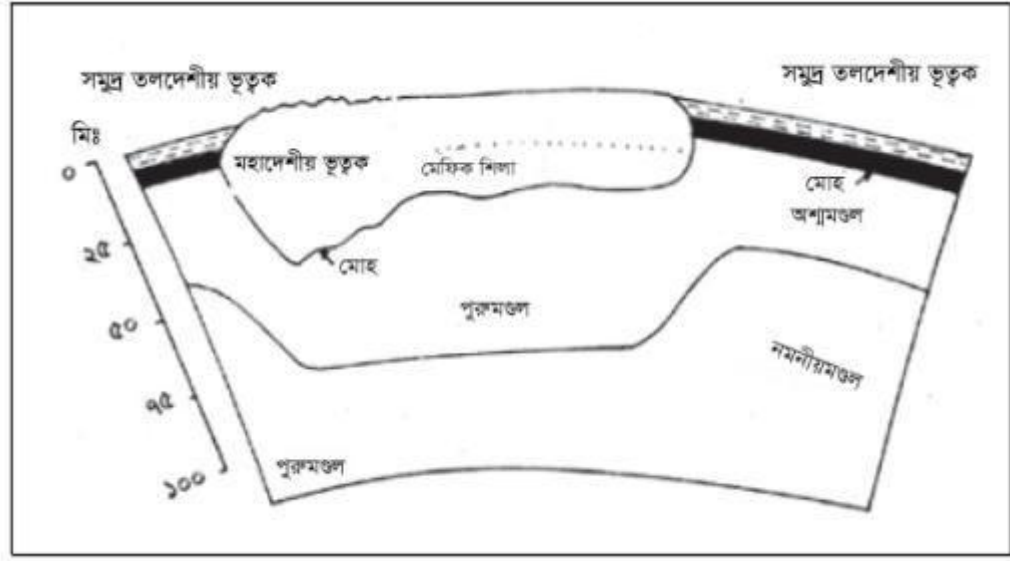 সমুদ্র তলদেশীয় ভূত্বক
সমুদ্র তলদেশীয় ভূত্বক
মিঃ
০
মহাদেশীয় ভূত্বক
মেফিক শিলা
মোহ
অশ্মমণ্ডল
২৫
মোহ
পুরুমণ্ডল
৫০
নমনীয়মণ্ডল
৭৫
পুরুমণ্ডল
১০০